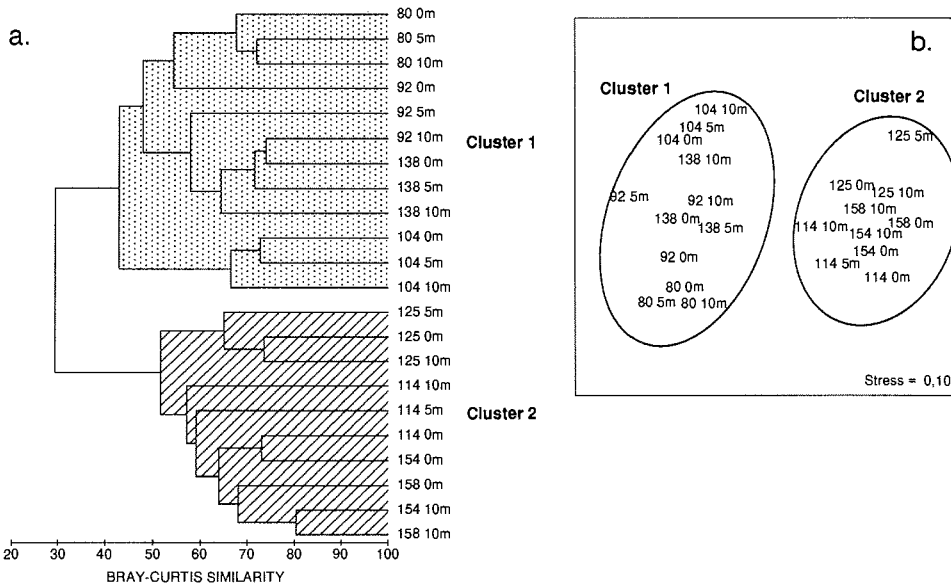 a.
80 0m
80 5m
80 10m
92 0m
92 5m
92 10m
138 0m
138 5m
138 10m
104 0m
104 5m
104 10m
125 5m
125 0m
125 10m
114 10m
114 5m
114 0m
154 0m
158 0m
154 10m
158 10m
Cluster 1
Cluster 2
20 30 40 50 60 70 80 90 100
BRAY-CURTIS SIMILARITY
b.
Cluster 1
104 10m
104 5m
104 0m
138 10m
92 5m
92 10m
138 0m
138 5m
92 0m
80 0m
80 5m 80 10m
Cluster 2
125 5m
125 0m
125 10m
158 10m
114 10m
158 0m
154 10m
154 0m
114 5m
114 0m
Stress = 0,10